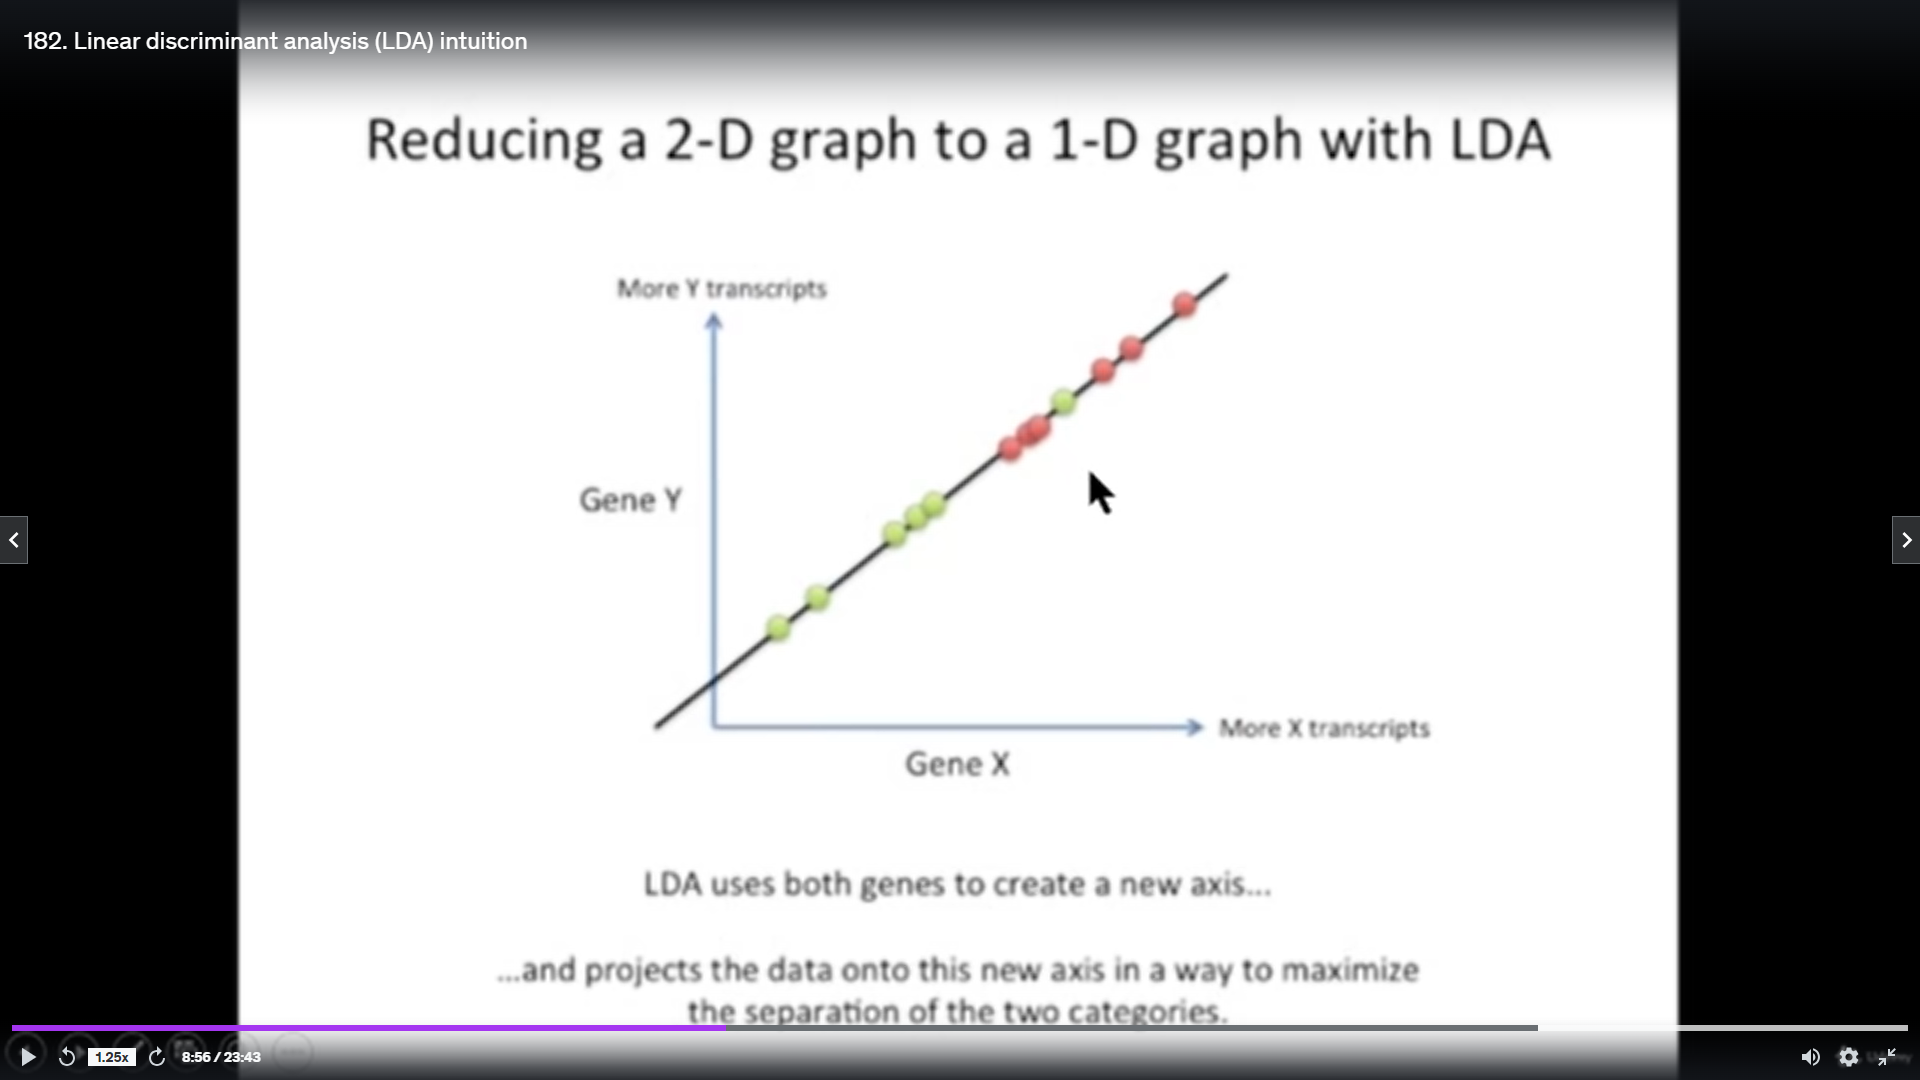 182. Linear discriminant analysis (LDA) intuition
Reducing a 2-D graph to a 1-D graph with LDA
More Y transcripts
Gene Y
More X transcripts
Gene X
LDA uses both genes to create a new axis...
...and projects the data onto this new axis in a way to maximize
the separation of the two categories.
1.25x
8:56 / 23:43